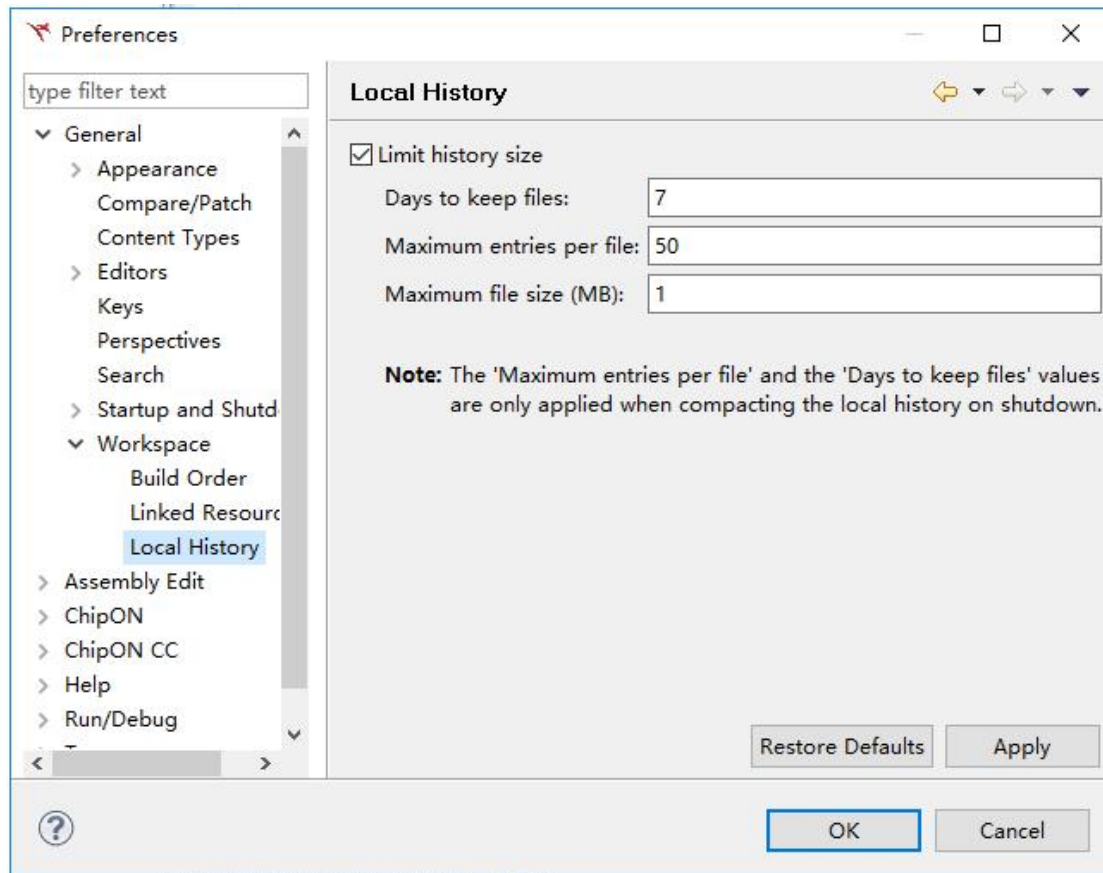 Preferences
type filter text
General
Appearance
Compare/Patch
Content Types
Editors
Keys
Perspectives
Search
Startup and Shutd
Workspace
Build Order
Linked Resourc
Local History
Assembly Edit
ChipON
ChipON CC
Help
Run/Debug
Local History
Limit history size
Days to keep files: 7
Maximum entries per file: 50
Maximum file size (MB): 1
Note: The 'Maximum entries per file' and the 'Days to keep files' values
are only applied when compacting the local history on shutdown.
Restore Defaults Apply
OK Cancel